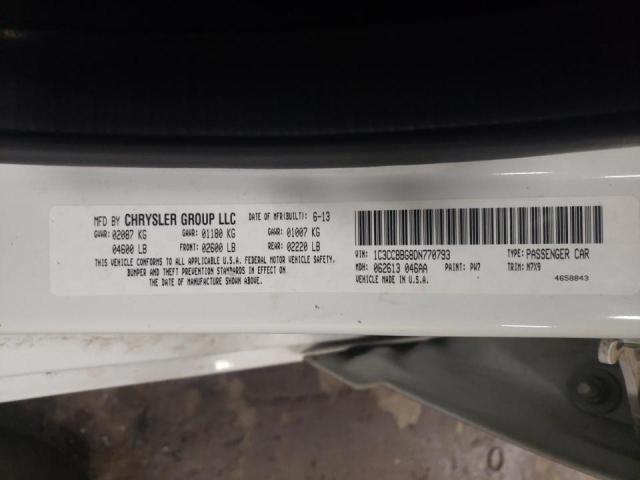 MFD BY CHRYSLER GROUP LLC DATE OF MFR(BUILT): 6-13
GVWR: 02087 KG GAWR: 01180 KG GAWR: 01007 KG
04600 LB FRONT: 02600 LB REAR: 02220 LB
THIS VEHICLE CONFORMS TO ALL APPLICABLE U.S.A. FEDERAL MOTOR VEHICLE SAFETY,
BUMPER AND THEFT PREVENTION STANDARDS IN EFFECT ON
THE DATE OF MANUFACTURE SHOWN ABOVE.
VIN: 1C3CCBBG8DN770793 TYPE: PASSENGER CAR
MDH: 062613 046AA PAINT: PW7 TRIM: M7X9
VEHICLE MADE IN U.S.A. 4658843